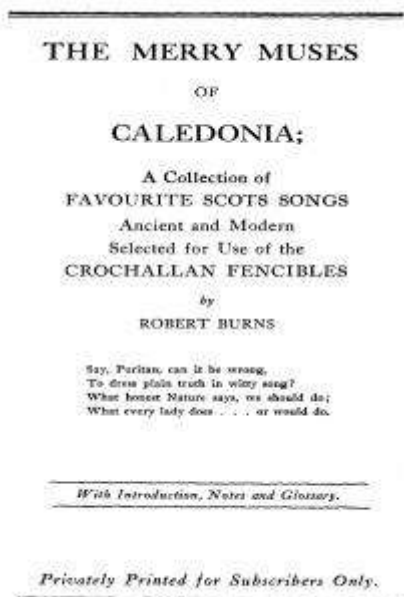 THE MERRY MUSES
OF
CALEDONIA;
A Collection of
FAVOURITE SCOTS SONGS
Ancient and Modern
Selected for Use of the
CROCHALLAN FENCIBLES
by
ROBERT BURNS
Say, Puritan, can it be wrong,
To dress plain truth in witty song?
What honest Nature says, we should do;
What every lady does . . . or would do.
With Introduction, Notes and Glossary.
Privately Printed for Subscribers Only.